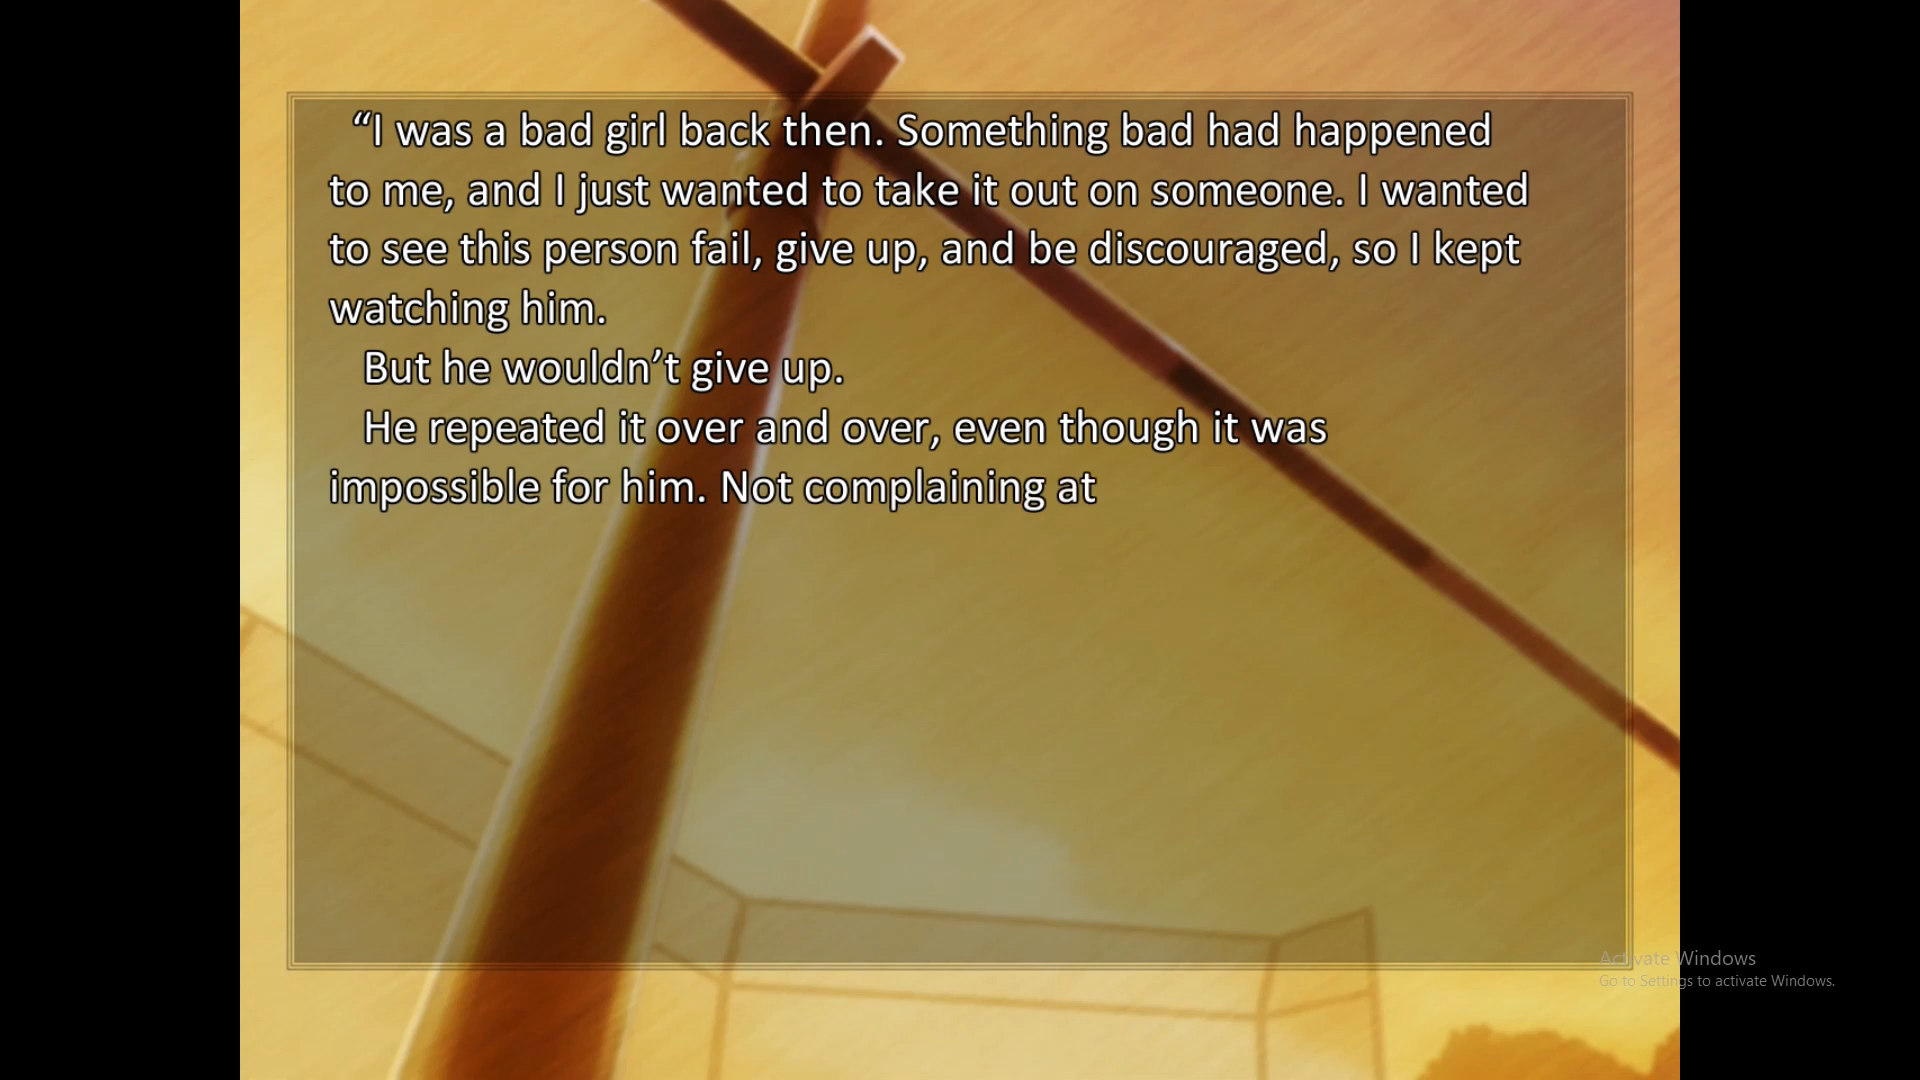 “I was a bad girl back then. Something bad had happened
to me, and I just wanted to take it out on someone. I wanted
to see this person fail, give up, and be discouraged, so I kept
watching him.
But he wouldn’t give up.
He repeated it over and over, even though it was
impossible for him. Not complaining at
Activate Windows
Go to Settings to activate Windows.